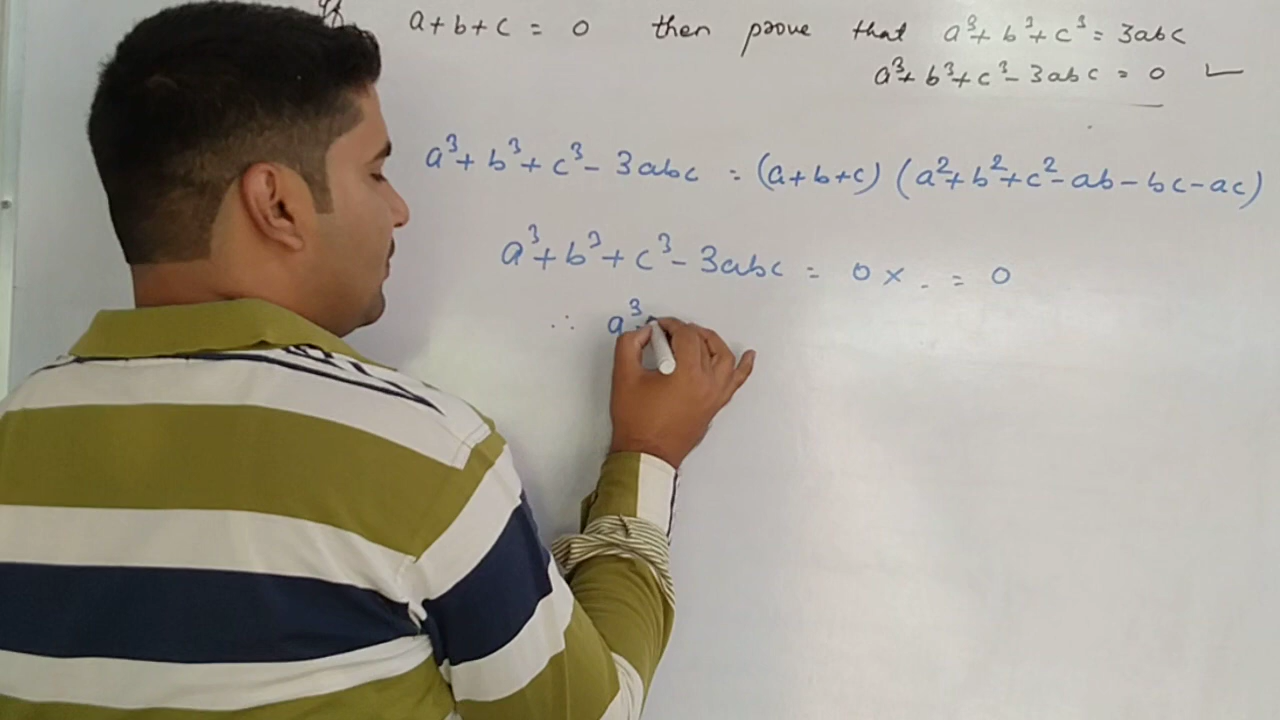 If a+b+c = 0 then prove that a³+b³+c³ = 3abc
a³+b³+c³-3abc = 0
a³+b³+c³-3abc = (a+b+c) (a²+b²+c²-ab-bc-ac)
a³+b³+c³-3abc = 0 × - = 0
∴ a³